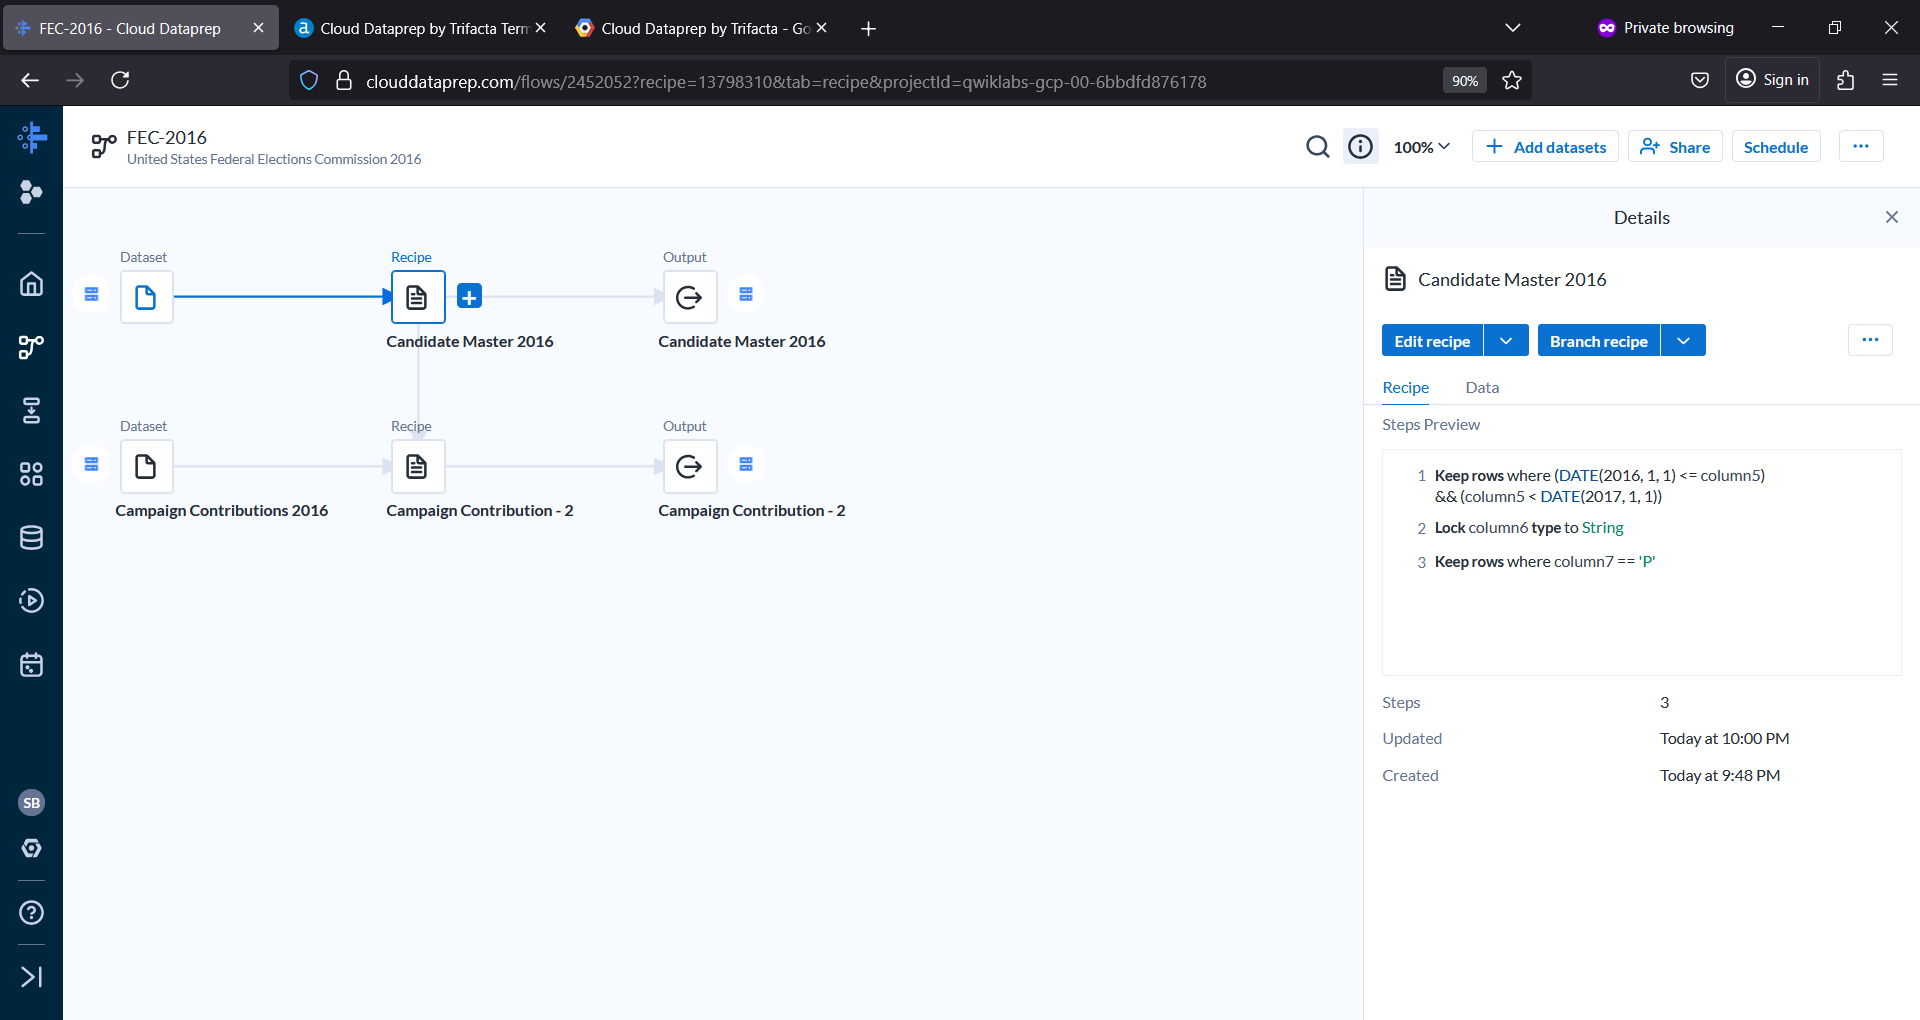 FEC-2016 - Cloud Dataprep
Cloud Dataprep by Trifacta Term
Cloud Dataprep by Trifacta - Go
Private browsing
clouddataprep.com/flows/2452052?recipe=13798310&tab=recipe&projectId=qwiklabs-gcp-00-6bbdfd876178
90%
Sign in
FEC-2016
United States Federal Elections Commission 2016
100%
Add datasets
Share
Schedule
Details
Dataset
Recipe
Output
Candidate Master 2016
Candidate Master 2016
Dataset
Recipe
Output
Campaign Contributions 2016
Campaign Contribution - 2
Campaign Contribution - 2
Candidate Master 2016
Edit recipe
Branch recipe
Recipe
Data
Steps Preview
1 Keep rows where (DATE(2016, 1, 1) <= column5)
&& (column5 < DATE(2017, 1, 1))
2 Lock column6 type to String
3 Keep rows where column7 == 'P'
Steps 3
Updated Today at 10:00 PM
Created Today at 9:48 PM
SB